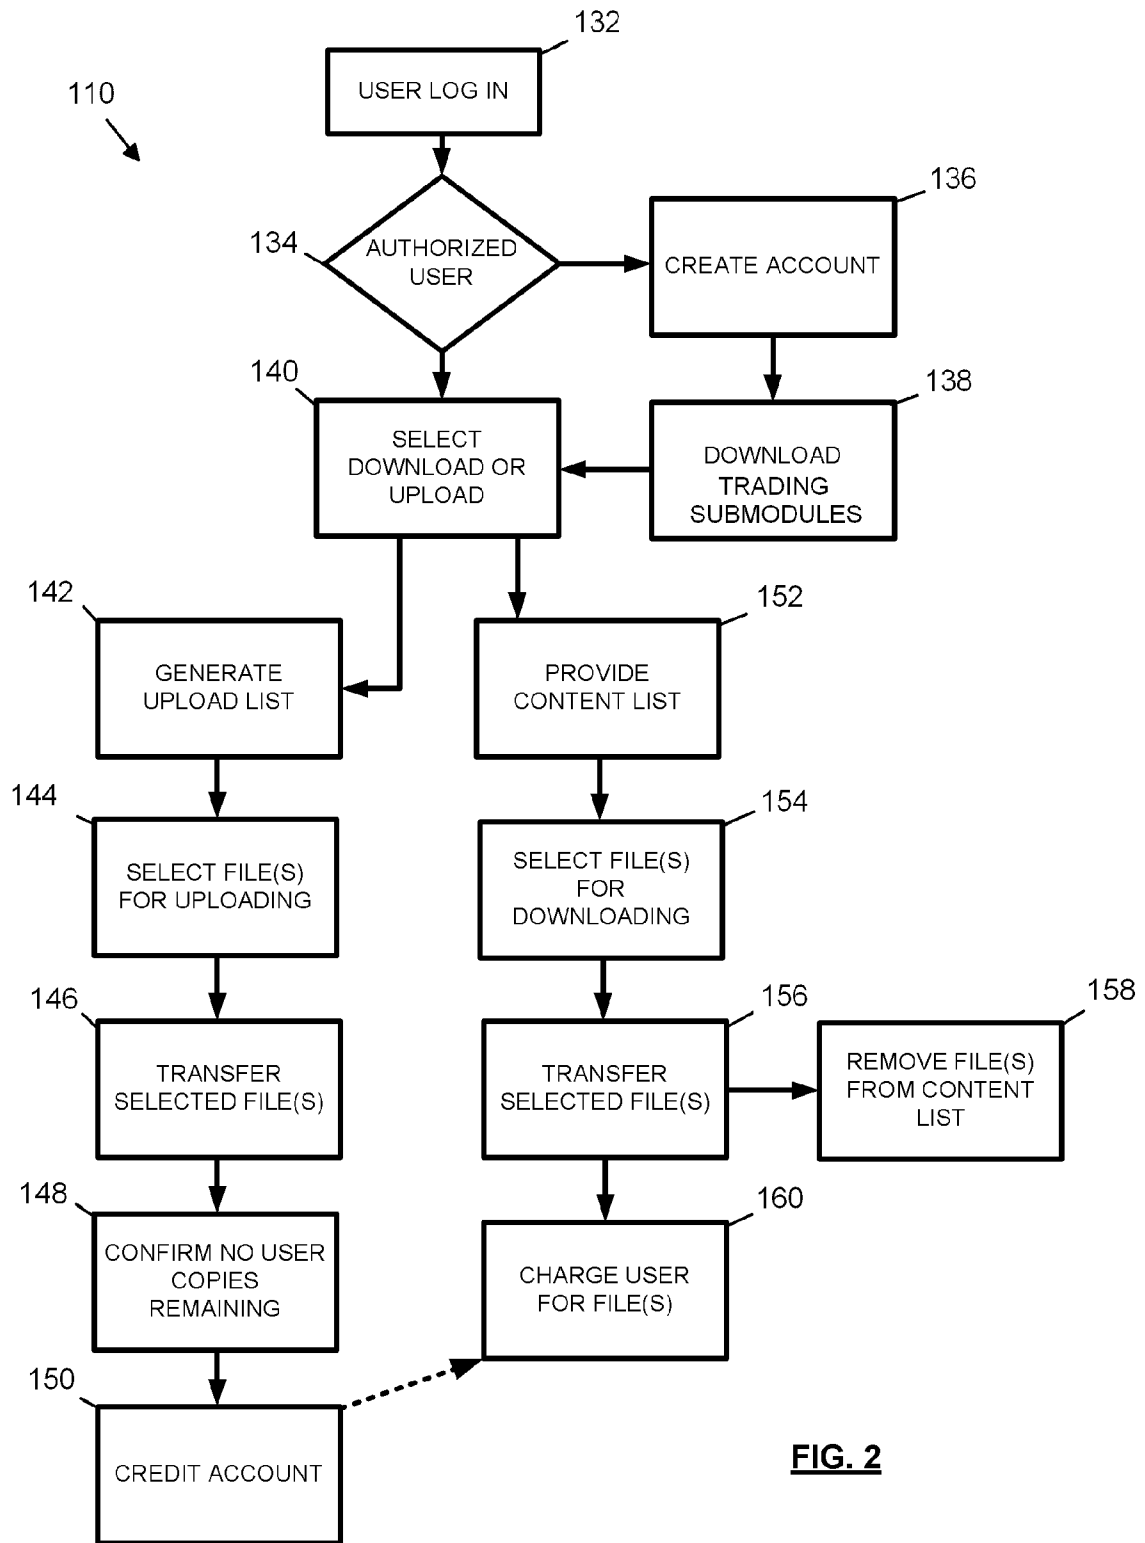 132
USER LOG IN
110
136
134
AUTHORIZED
USER
CREATE ACCOUNT
140
138
SELECT
DOWNLOAD OR
UPLOAD
DOWNLOAD
TRADING
SUBMODULES
142
152
GENERATE
UPLOAD LIST
PROVIDE
CONTENT LIST
144
154
SELECT FILE(S)
FOR UPLOADING
SELECT FILE(S)
FOR
DOWNLOADING
146
156
158
TRANSFER
SELECTED FILE(S)
TRANSFER
SELECTED FILE(S)
REMOVE FILE(S)
FROM CONTENT
LIST
148
160
CONFIRM NO USER
COPIES
REMAINING
CHARGE USER
FOR FILE(S)
150
CREDIT ACCOUNT
FIG. 2